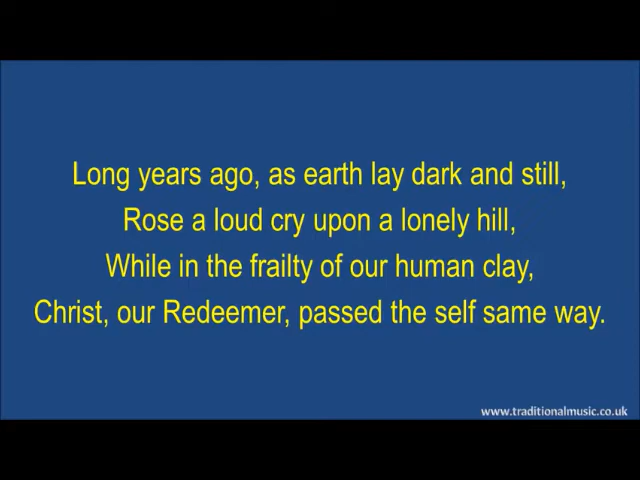 Long years ago, as earth lay dark and still,
Rose a loud cry upon a lonely hill,
While in the frailty of our human clay,
Christ, our Redeemer, passed the self same way.
www.traditionalmusic.co.uk